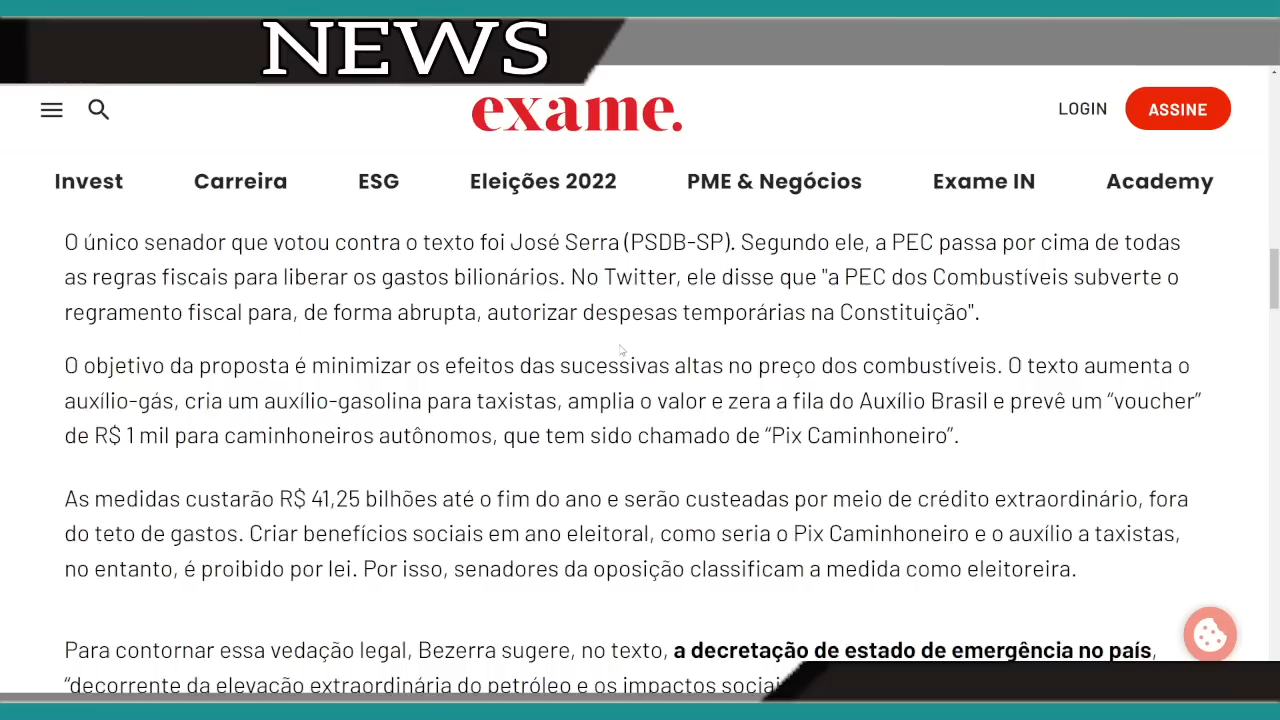 NEWS
exame.
LOGIN
ASSINE
Invest
Carreira
ESG
Eleições 2022
PME & Negócios
Exame IN
Academy
O único senador que votou contra o texto foi José Serra (PSDB-SP). Segundo ele, a PEC passa por cima de todas
as regras fiscais para liberar os gastos bilionários. No Twitter, ele disse que "a PEC dos Combustíveis subverte o
regramento fiscal para, de forma abrupta, autorizar despesas temporárias na Constituição".
O objetivo da proposta é minimizar os efeitos das sucessivas altas no preço dos combustíveis. O texto aumenta o
auxílio-gás, cria um auxílio-gasolina para taxistas, amplia o valor e zera a fila do Auxílio Brasil e prevê um “voucher”
de R$ 1 mil para caminhoneiros autônomos, que tem sido chamado de “Pix Caminhoneiro”.
As medidas custarão R$ 41,25 bilhões até o fim do ano e serão custeadas por meio de crédito extraordinário, fora
do teto de gastos. Criar benefícios sociais em ano eleitoral, como seria o Pix Caminhoneiro e o auxílio a taxistas,
no entanto, é proibido por lei. Por isso, senadores da oposição classificam a medida como eleitoreira.
Para contornar essa vedação legal, Bezerra sugere, no texto, a decretação de estado de emergência no país,
“decorrente da elevação extraordinária do petróleo e os impactos sociai